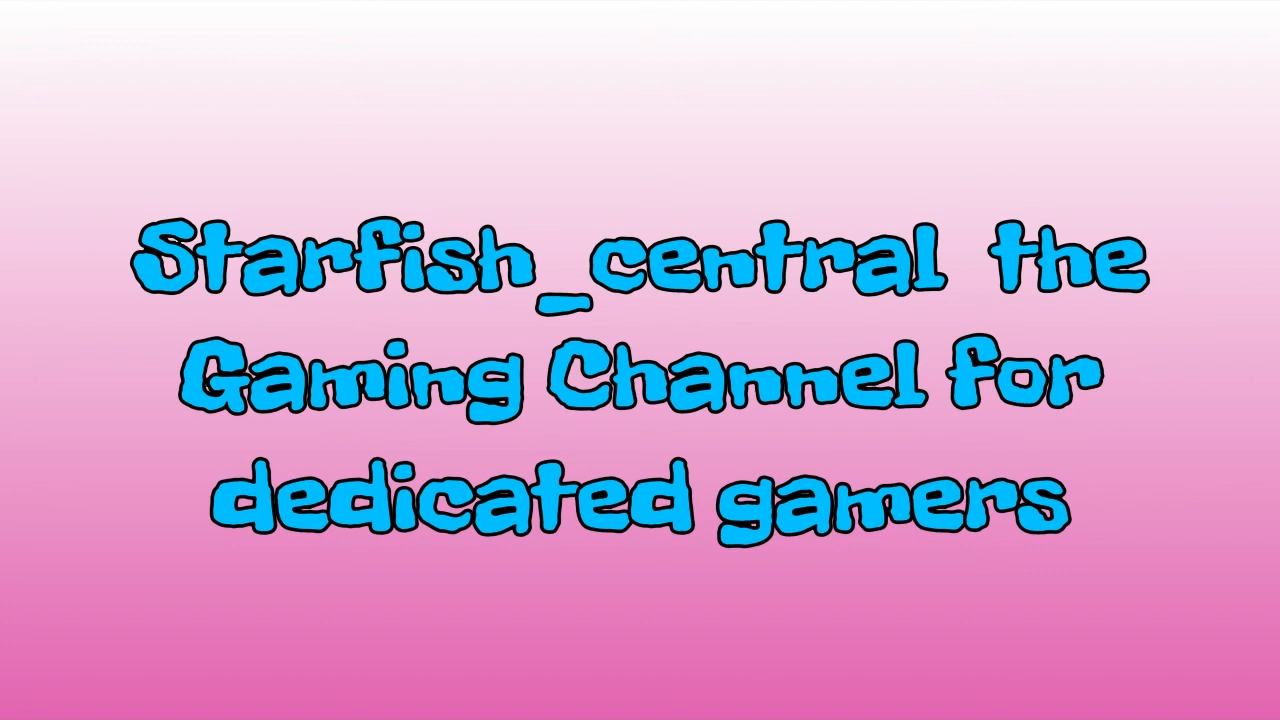 Starfish_central  the
Gaming Channel for
dedicated gamers